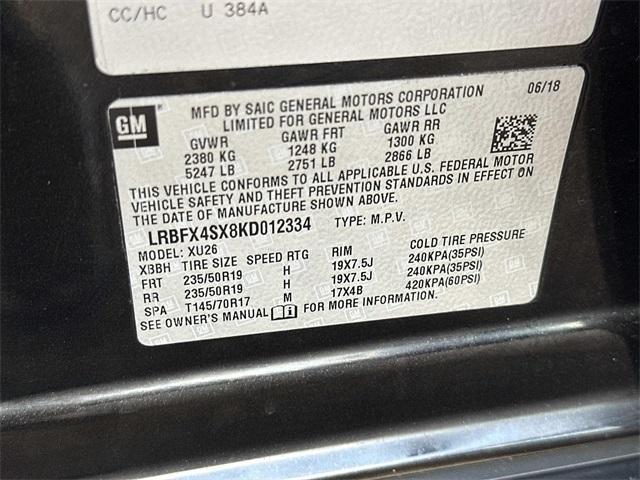 CC/HC U 384A
GM
MFD BY SAIC GENERAL MOTORS CORPORATION 06/18
LIMITED FOR GENERAL MOTORS LLC
GVWR GAWR FRT GAWR RR
2380 KG 1248 KG 1300 KG
5247 LB 2751 LB 2866 LB
THIS VEHICLE CONFORMS TO ALL APPLICABLE U.S. FEDERAL MOTOR
VEHICLE SAFETY AND THEFT PREVENTION STANDARDS IN EFFECT ON
THE DATE OF MANUFACTURE SHOWN ABOVE.
LRBFX4SX8KD012334 TYPE: M.P.V.
MODEL: XU26
XBBH TIRE SIZE SPEED RTG RIM COLD TIRE PRESSURE
FRT 235/50R19 H 19X7.5J 240KPA(35PSI)
RR 235/50R19 H 19X7.5J 240KPA(35PSI)
SPA T145/70R17 M 17X4B 420KPA(60PSI)
SEE OWNER'S MANUAL i FOR MORE INFORMATION.